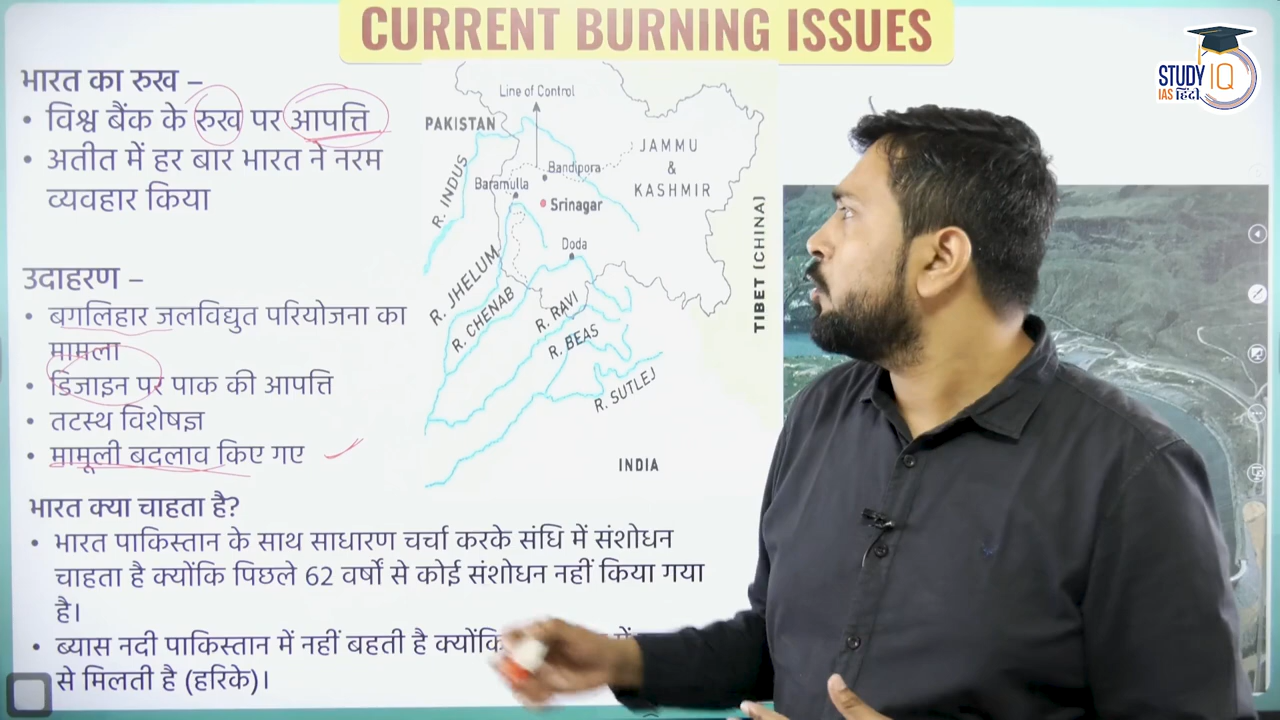 CURRENT BURNING ISSUES
STUDY IQ
IAS हिंदी
भारत का रुख –
• विश्व बैंक के रुख पर आपत्ति
• अतीत में हर बार भारत ने नरम
व्यवहार किया
उदाहरण –
• बगलिहार जलविद्युत परियोजना का
मामला
• डिजाइन पर पाक की आपत्ति
• तटस्थ विशेषज्ञ
• मामूली बदलाव किए गए
भारत क्या चाहता है?
• भारत पाकिस्तान के साथ साधारण चर्चा करके संधि में संशोधन
चाहता है क्योंकि पिछले 62 वर्षों से कोई संशोधन नहीं किया गया
है।
• ब्यास नदी पाकिस्तान में नहीं बहती है क्योंकि
से मिलती है (हरिके)।
Line of Control
PAKISTAN
JAMMU
&
KASHMIR
Bandipora
Baramulla
Srinagar
R. INDUS
Doda
R. JHELUM
R. CHENAB
R. RAVI
R. BEAS
R. SUTLEJ
TIBET (CHINA)
INDIA